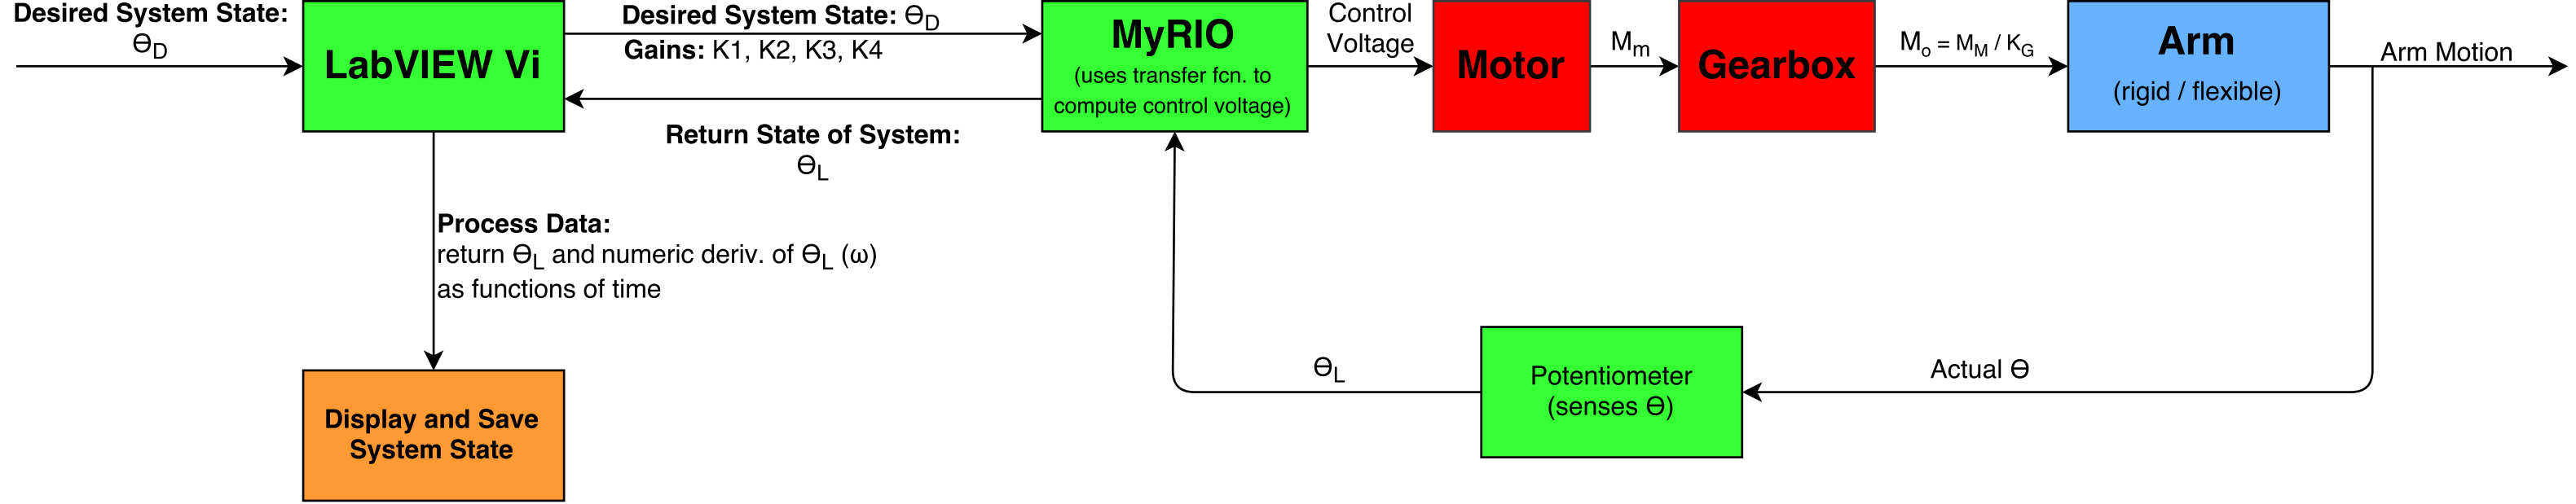 Desired System State:
ϴD
LabVIEW Vi
Desired System State: ϴD
Gains: K1, K2, K3, K4
Return State of System:
ϴL
MyRIO
(uses transfer fcn. to
compute control voltage)
Control
Voltage
Motor
Mm
Gearbox
Mo = MM / KG
Arm
(rigid / flexible)
Arm Motion
Process Data:
return ϴL and numeric deriv. of ϴL (ω)
as functions of time
Display and Save
System State
ϴL
Potentiometer
(senses ϴ)
Actual ϴ